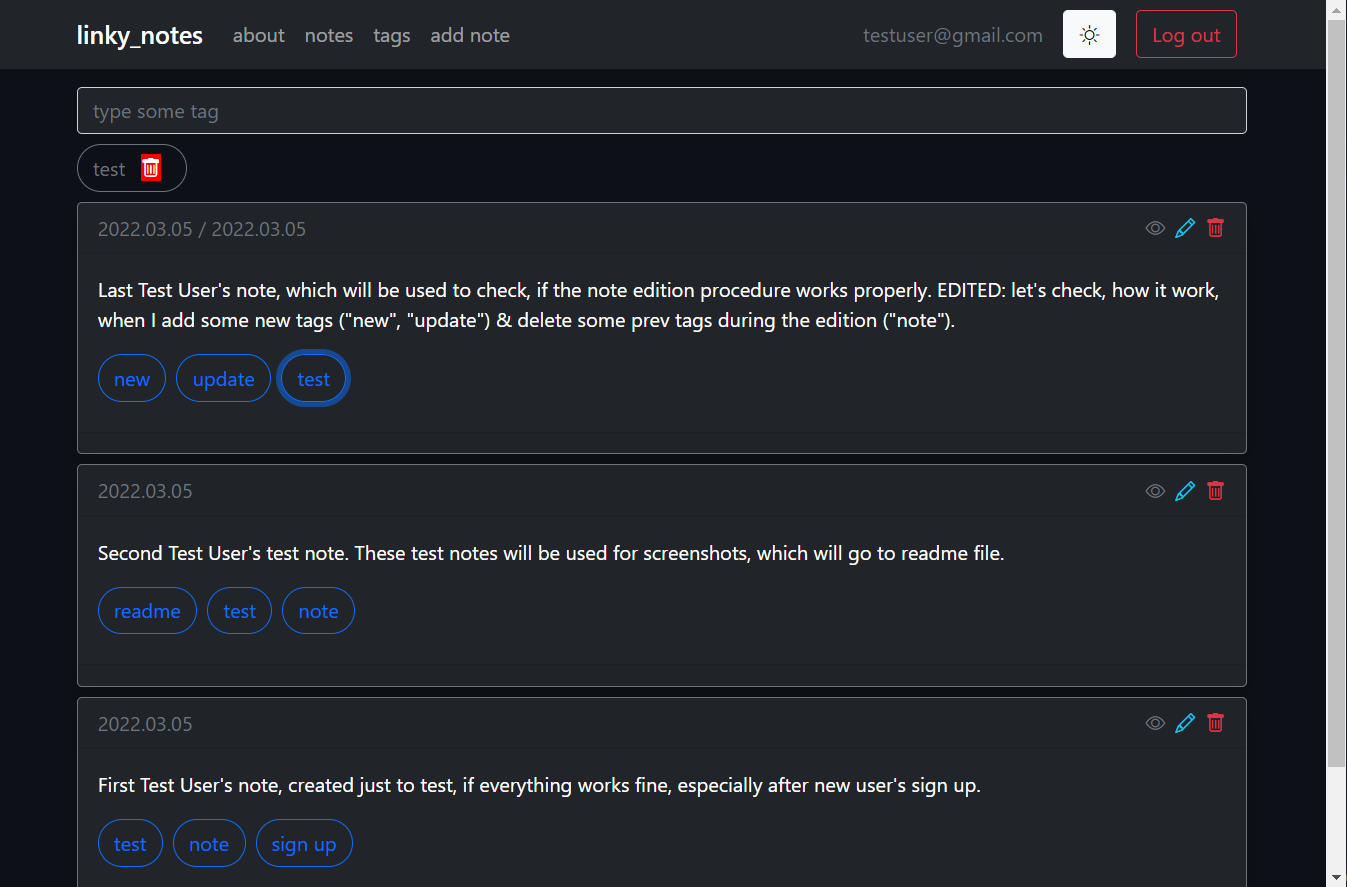 linky_notes about notes tags add note testuser@gmail.com Log out
type some tag
test
2022.03.05 / 2022.03.05
Last Test User's note, which will be used to check, if the note edition procedure works properly. EDITED: let's check, how it work,
when I add some new tags ("new", "update") & delete some prev tags during the edition ("note").
new update test
2022.03.05
Second Test User's test note. These test notes will be used for screenshots, which will go to readme file.
readme test note
2022.03.05
First Test User's note, created just to test, if everything works fine, especially after new user's sign up.
test note sign up